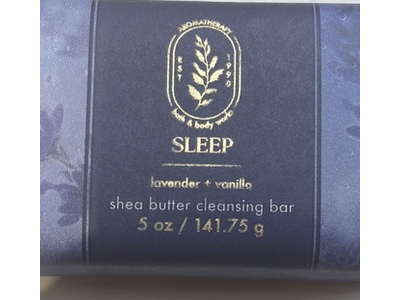 AROMATHERAPY
EST 1990
bath & body works
SLEEP
lavender + vanilla
shea butter cleansing bar
5 oz / 141.75 g